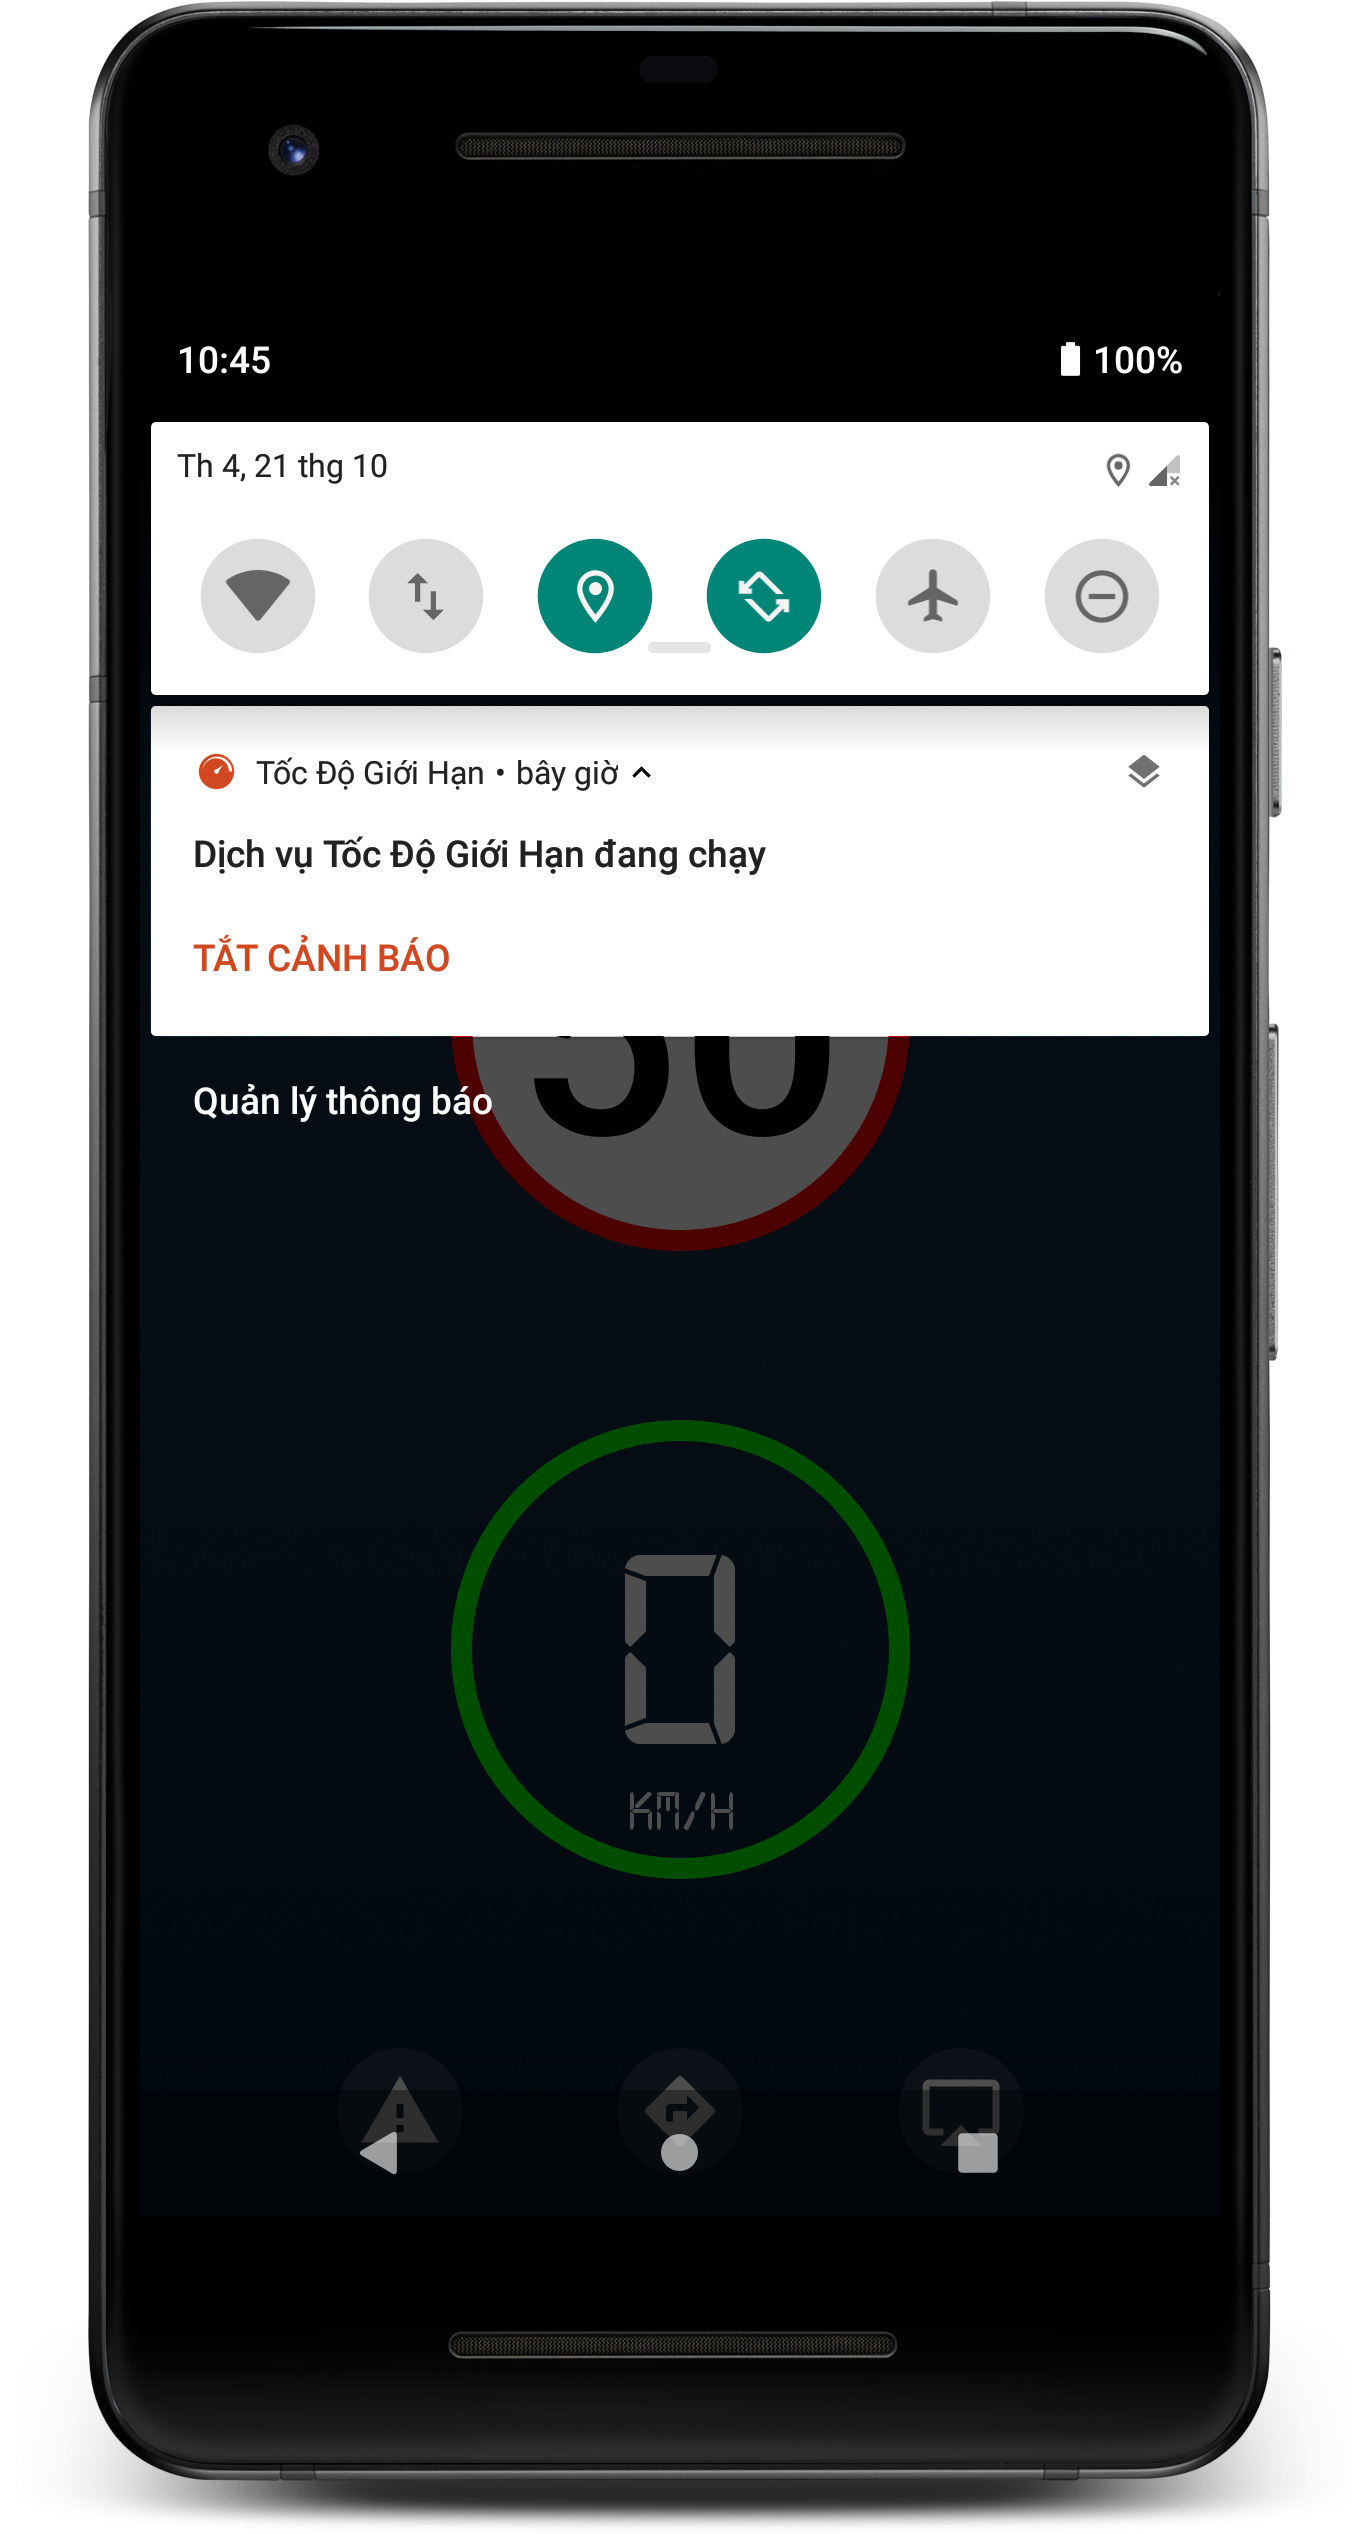 10:45 100%
Th 4, 21 thg 10
Tốc Độ Giới Hạn • bây giờ
Dịch vụ Tốc Độ Giới Hạn đang chạy
TẮT CẢNH BÁO
Quản lý thông báo
0
KM/H